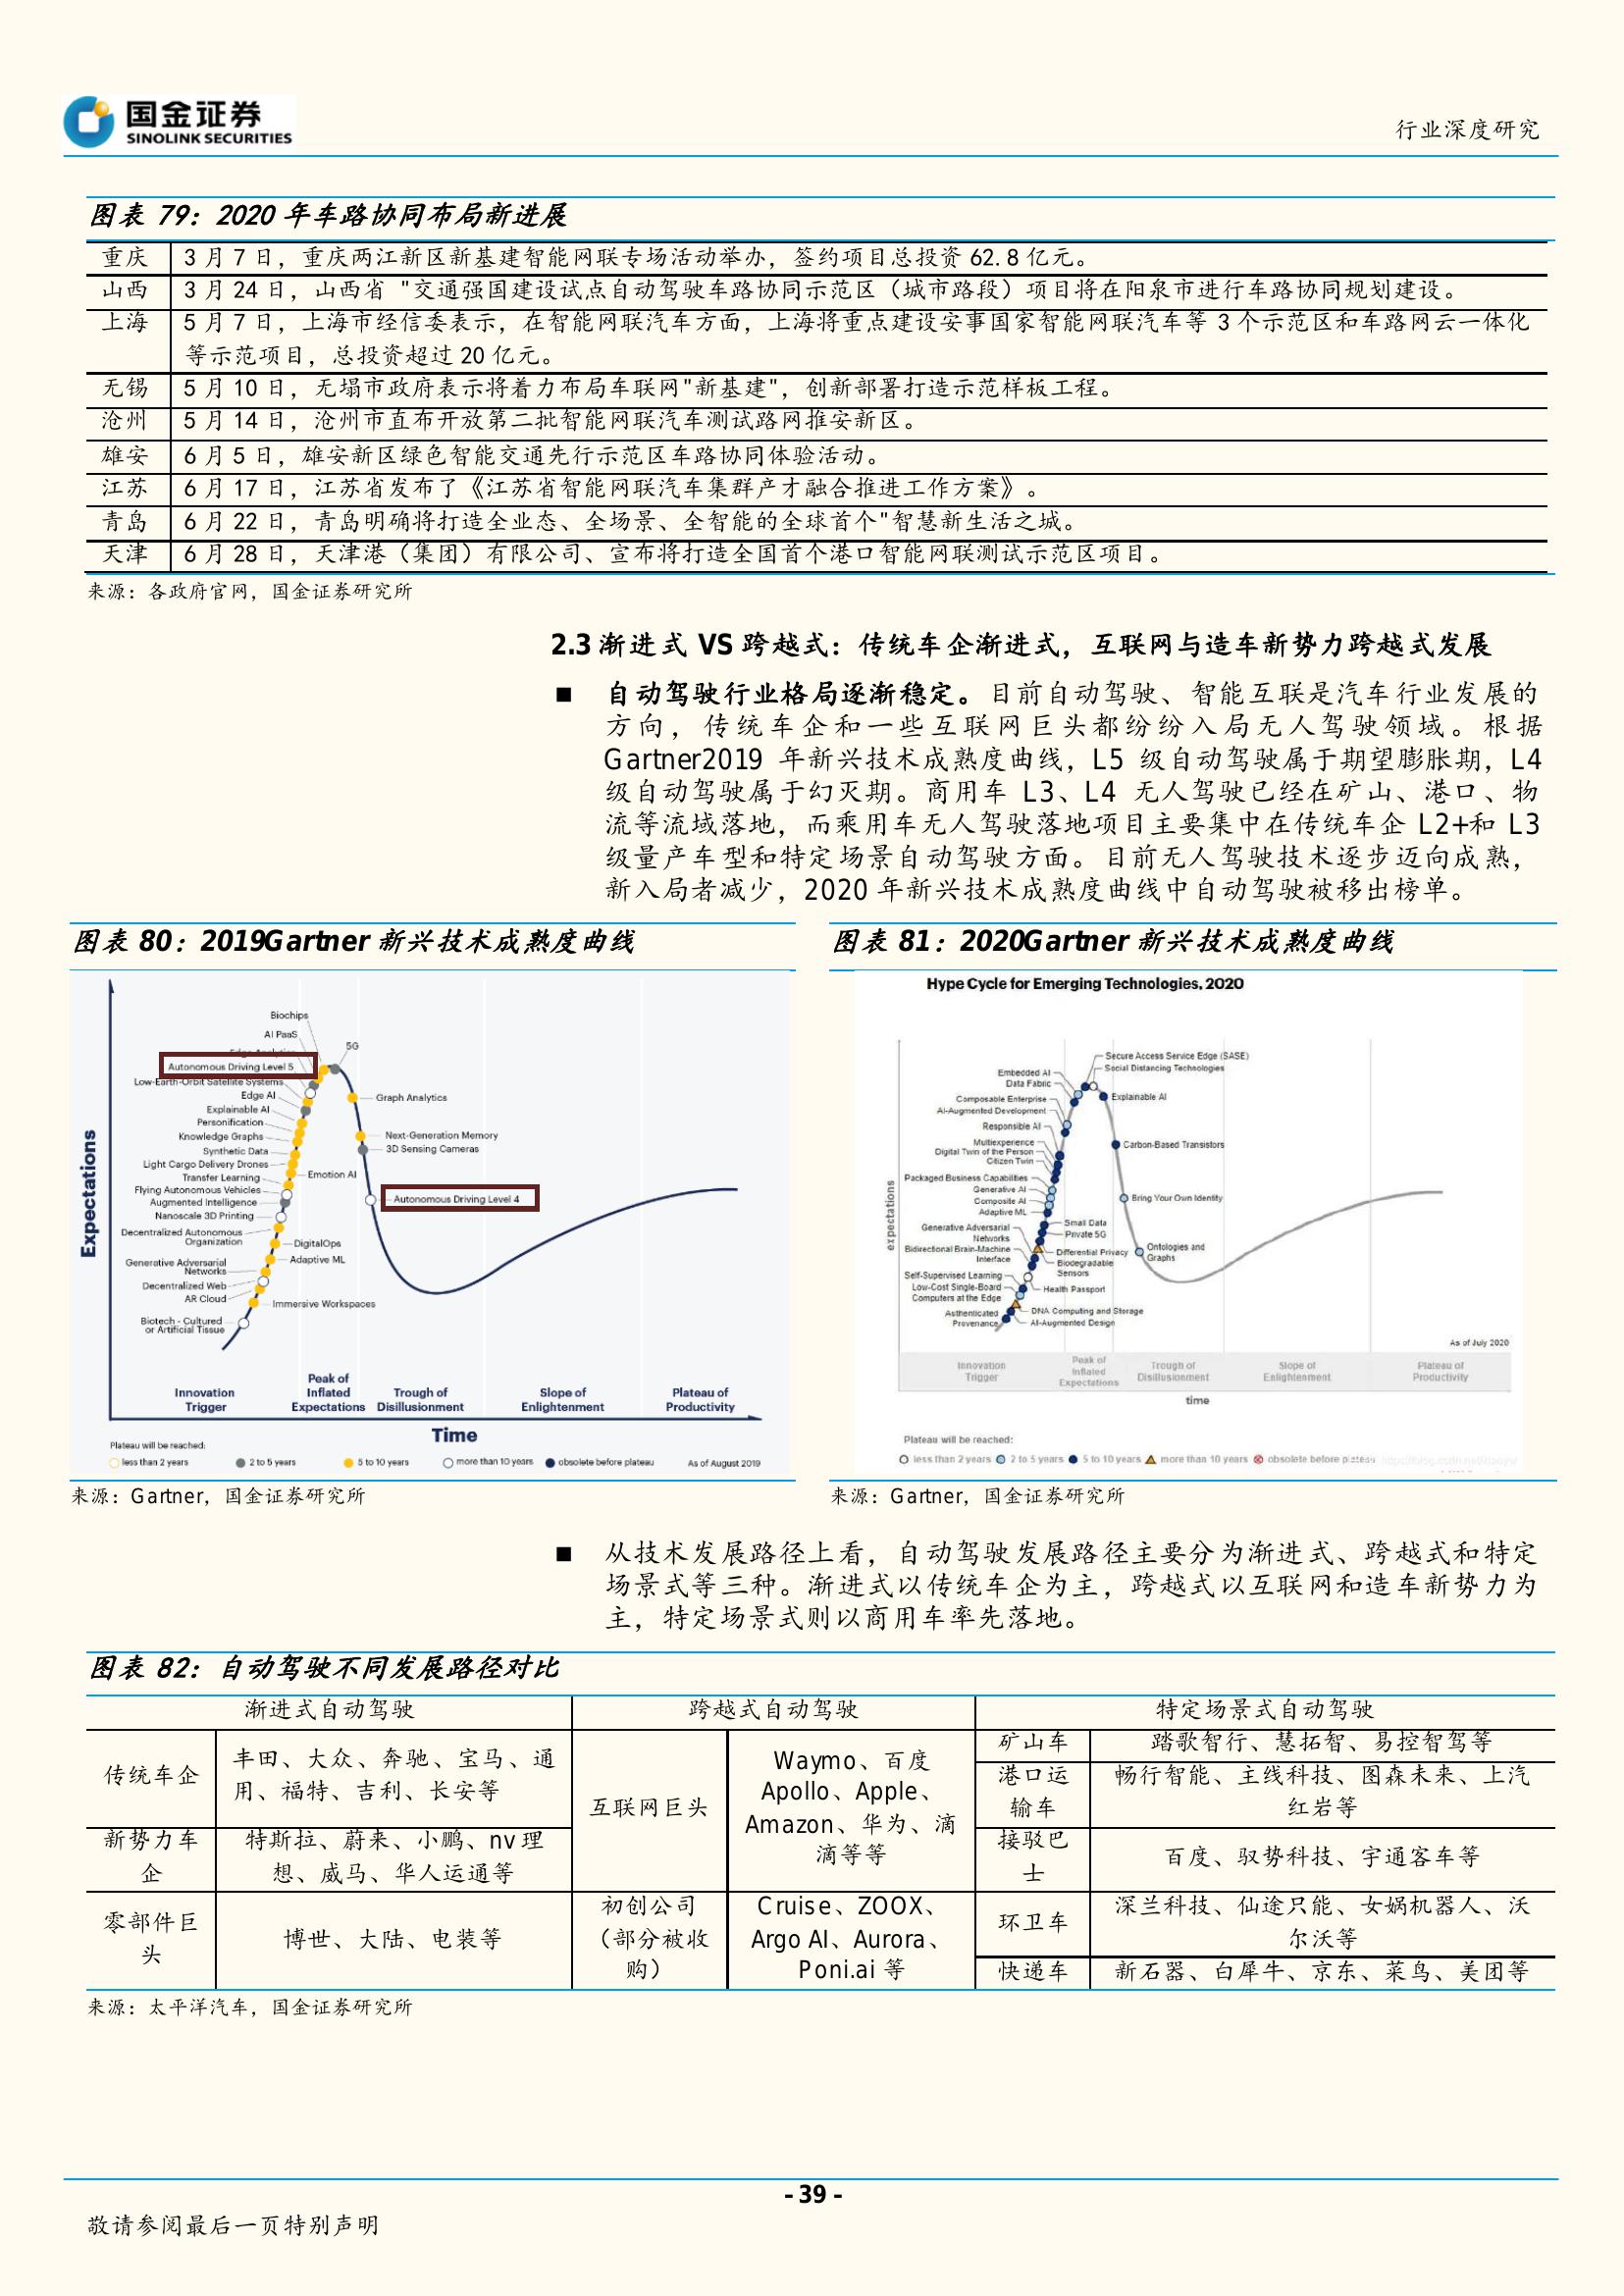 国金证券
SINOLINK SECURITIES
行业深度研究
图表 79：2020 年车路协同布局新进展
重庆 3 月 7 日，重庆两江新区新基建智能网联专场活动举办，签约项目总投资 62.8 亿元。
山西 3 月 24 日，山西省 "交通强国建设试点自动驾驶车路协同示范区（城市路段）项目将在阳泉市进行车路协同规划建设。
上海 5 月 7 日，上海市经信委表示，在智能网联汽车方面，上海将重点建设安事国家智能网联汽车等 3 个示范区和车路网云一体化
等示范项目，总投资超过 20 亿元。
无锡 5 月 10 日，无塌市政府表示将着力布局车联网"新基建"，创新部署打造示范样板工程。
沧州 5 月 14 日，沧州市直布开放第二批智能网联汽车测试路网推安新区。
雄安 6 月 5 日，雄安新区绿色智能交通先行示范区车路协同体验活动。
江苏 6 月 17 日，江苏省发布了《江苏省智能网联汽车集群产才融合推进工作方案》。
青岛 6 月 22 日，青岛明确将打造全业态、全场景、全智能的全球首个"智慧新生活之城。
天津 6 月 28 日，天津港（集团）有限公司、宣布将打造全国首个港口智能网联测试示范区项目。
来源：各政府官网，国金证券研究所
2.3 渐进式 VS 跨越式：传统车企渐进式，互联网与造车新势力跨越式发展
■ 自动驾驶行业格局逐渐稳定。目前自动驾驶、智能互联是汽车行业发展的
方向，传统车企和一些互联网巨头都纷纷入局无人驾驶领域。根据
Gartner2019 年新兴技术成熟度曲线，L5 级自动驾驶属于期望膨胀期，L4
级自动驾驶属于幻灭期。商用车 L3、L4 无人驾驶已经在矿山、港口、物
流等流域落地，而乘用车无人驾驶落地项目主要集中在传统车企 L2+和 L3
级量产车型和特定场景自动驾驶方面。目前无人驾驶技术逐步迈向成熟，
新入局者减少，2020 年新兴技术成熟度曲线中自动驾驶被移出榜单。
图表 80：2019Gartner 新兴技术成熟度曲线
Expectations
Biochips
AI PaaS
5G
Autonomous Driving Level 5
Low-Earth-Orbit Satellite Systems
Edge AI
Graph Analytics
Explainable AI
Personification
Knowledge Graphs
Next-Generation Memory
Synthetic Data
3D Sensing Cameras
Light Cargo Delivery Drones
Transfer Learning
Emotion AI
Flying Autonomous Vehicles
Autonomous Driving Level 4
Augmented Intelligence
Nanoscale 3D Printing
Decentralized Autonomous
Organization
DigitalOps
Generative Adversarial
Networks
Adaptive ML
Decentralized Web
AR Cloud
Immersive Workspaces
Biotech - Cultured
or Artificial Tissue
Innovation
Trigger
Peak of
Inflated
Expectations
Trough of
Disillusionment
Slope of
Enlightenment
Plateau of
Productivity
Time
Plateau will be reached:
less than 2 years 2 to 5 years 5 to 10 years more than 10 years obsolete before plateau As of August 2019
来源：Gartner，国金证券研究所
图表 81：2020Gartner 新兴技术成熟度曲线
Hype Cycle for Emerging Technologies, 2020
expectations
Secure Access Service Edge (SASE)
Social Distancing Technologies
Embedded AI
Data Fabric
Explainable AI
Composable Enterprise
AI-Augmented Development
Responsible AI
Carbon-Based Transistors
Multiexperience
Digital Twin of the Person
Citizen Twin
Packaged Business Capabilities
Generative AI
Bring Your Own Identity
Composite AI
Adaptive ML
Small Data
Private 5G
Generative Adversarial
Networks
Bidirectional Brain-Machine
Interface
Differential Privacy
Biodegradable
Sensors
Ontologies and
Graphs
Self-Supervised Learning
Low-Cost Single-Board
Computers at the Edge
Health Passport
Authenticated
Provenance
DNA Computing and Storage
AI-Augmented Design
As of July 2020
Innovation
Trigger
Peak of
Inflated
Expectations
Trough of
Disillusionment
Slope of
Enlightenment
Plateau of
Productivity
time
Plateau will be reached:
less than 2 years 2 to 5 years 5 to 10 years more than 10 years obsolete before plateau
来源：Gartner，国金证券研究所
■ 从技术发展路径上看，自动驾驶发展路径主要分为渐进式、跨越式和特定
场景式等三种。渐进式以传统车企为主，跨越式以互联网和造车新势力为
主，特定场景式则以商用车率先落地。
图表 82：自动驾驶不同发展路径对比
渐进式自动驾驶 跨越式自动驾驶 特定场景式自动驾驶
传统车企
丰田、大众、奔驰、宝马、通
用、福特、吉利、长安等
新势力车
企
特斯拉、蔚来、小鹏、nv理
想、威马、华人运通等
零部件巨
头
博世、大陆、电装等
互联网巨头
Waymo、百度
Apollo、Apple、
Amazon、华为、滴
滴等等
初创公司
（部分被收
购）
Cruise、ZOOX、
Argo AI、Aurora、
Poni.ai 等
矿山车 踏歌智行、慧拓智、易控智驾等
港口运
输车
畅行智能、主线科技、图森未来、上汽
红岩等
接驳巴
士
百度、驭势科技、宇通客车等
环卫车
深兰科技、仙途只能、女娲机器人、沃
尔沃等
快递车 新石器、白犀牛、京东、菜鸟、美团等
来源：太平洋汽车，国金证券研究所
- 39 -
敬请参阅最后一页特别声明